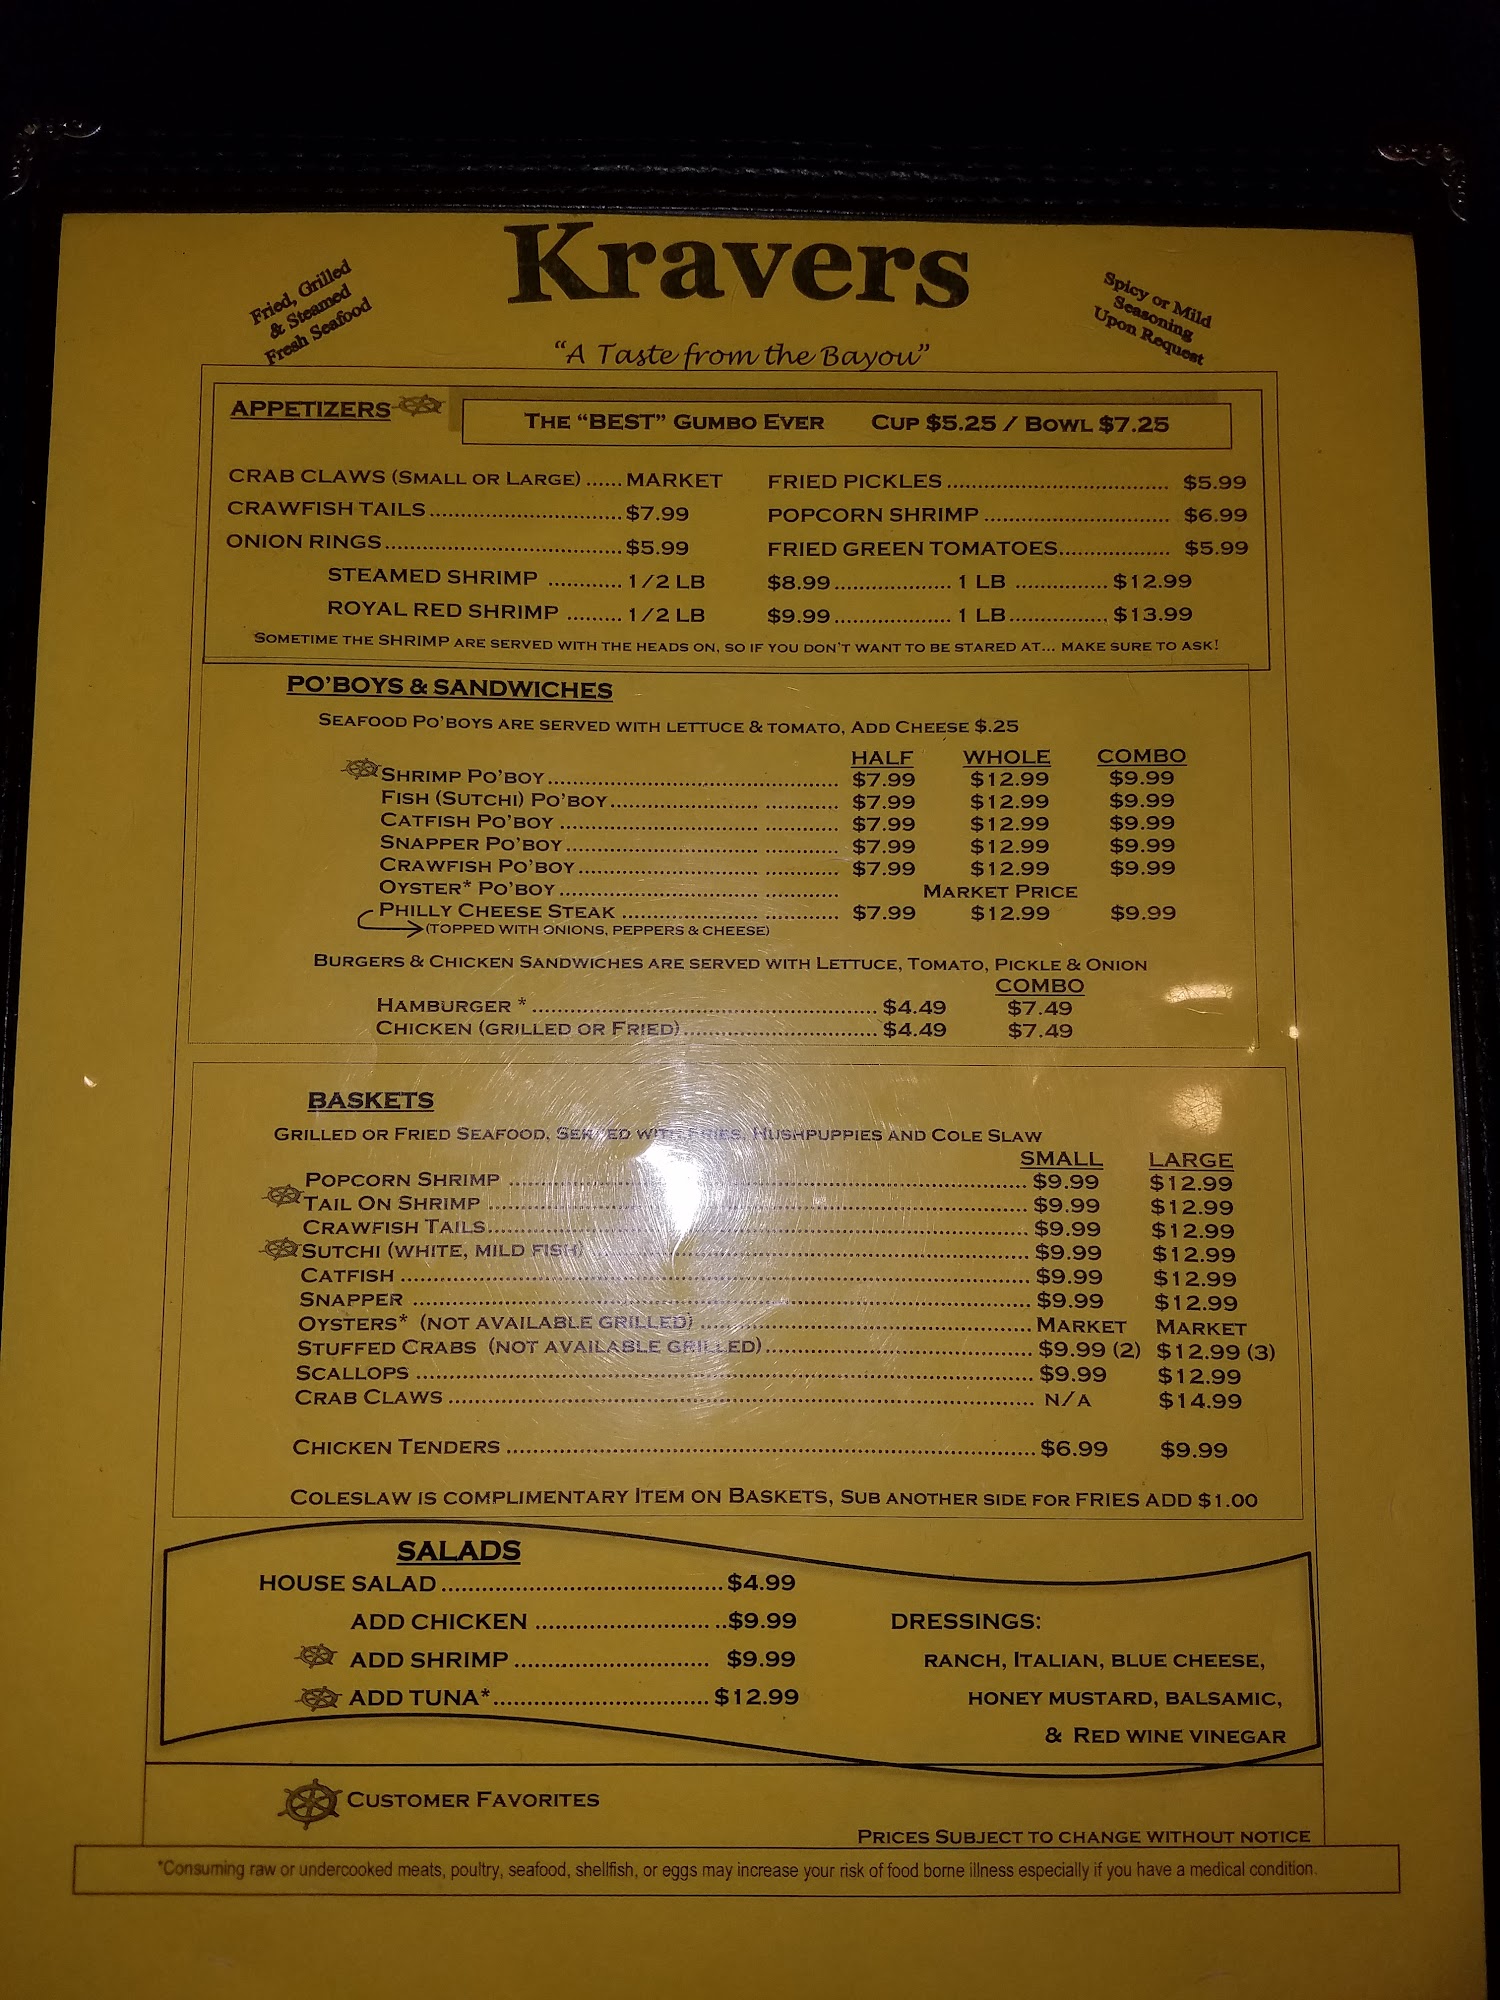 Kravers
Fried, Grilled
& Steamed
Fresh Seafood
Spicy or Mild
Seasoning
Upon Request
"A Taste from the Bayou"
APPETIZERS
THE "BEST" GUMBO EVER CUP $5.25 / BOWL $7.25
CRAB CLAWS (SMALL OR LARGE) ...... MARKET FRIED PICKLES .................................... $5.99
CRAWFISH TAILS ............................... $7.99 POPCORN SHRIMP .............................. $6.99
ONION RINGS...................................... $5.99 FRIED GREEN TOMATOES.................. $5.99
STEAMED SHRIMP ............ 1/2 LB $8.99................... 1 LB ............... $12.99
ROYAL RED SHRIMP ......... 1/2 LB $9.99................... 1 LB................ $13.99
SOMETIME THE SHRIMP ARE SERVED WITH THE HEADS ON, SO IF YOU DON'T WANT TO BE STARED AT... MAKE SURE TO ASK!
PO'BOYS & SANDWICHES
SEAFOOD PO'BOYS ARE SERVED WITH LETTUCE & TOMATO, ADD CHEESE $.25
HALF WHOLE COMBO
SHRIMP PO'BOY................................................ $7.99 $12.99 $9.99
FISH (SUTCHI) PO'BOY........................ ............ $7.99 $12.99 $9.99
CATFISH PO'BOY ................................ ............ $7.99 $12.99 $9.99
SNAPPER PO'BOY............................... ............ $7.99 $12.99 $9.99
CRAWFISH PO'BOY............................. ............ $7.99 $12.99 $9.99
OYSTER* PO'BOY ................................ ............ MARKET PRICE
PHILLY CHEESE STEAK ...................... ............ $7.99 $12.99 $9.99
(TOPPED WITH ONIONS, PEPPERS & CHEESE)
BURGERS & CHICKEN SANDWICHES ARE SERVED WITH LETTUCE, TOMATO, PICKLE & ONION
COMBO
HAMBURGER * ......................................................... $4.49 $7.49
CHICKEN (GRILLED OR FRIED)................................ $4.49 $7.49
BASKETS
GRILLED OR FRIED SEAFOOD, SERVED WITH FRIES, HUSHPUPPIES AND COLE SLAW
SMALL LARGE
POPCORN SHRIMP ................................................................ $9.99 $12.99
TAIL ON SHRIMP ................................................................ $9.99 $12.99
CRAWFISH TAILS................................................................ $9.99 $12.99
SUTCHI (WHITE, MILD FISH) .................................................. $9.99 $12.99
CATFISH ................................................................ $9.99 $12.99
SNAPPER ................................................................ $9.99 $12.99
OYSTERS* (NOT AVAILABLE GRILLED) ........................................ MARKET MARKET
STUFFED CRABS (NOT AVAILABLE GRILLED)................................ $9.99 (2) $12.99 (3)
SCALLOPS ................................................................ $9.99 $12.99
CRAB CLAWS ................................................................ N/A $14.99
CHICKEN TENDERS ................................................................ $6.99 $9.99
COLESLAW IS COMPLIMENTARY ITEM ON BASKETS, SUB ANOTHER SIDE FOR FRIES ADD $1.00
SALADS
HOUSE SALAD ......................................... $4.99
ADD CHICKEN ......................... ..$9.99
ADD SHRIMP ............................ $9.99
ADD TUNA*............................... $12.99
DRESSINGS:
RANCH, ITALIAN, BLUE CHEESE,
HONEY MUSTARD, BALSAMIC,
& RED WINE VINEGAR
CUSTOMER FAVORITES
PRICES SUBJECT TO CHANGE WITHOUT NOTICE
*Consuming raw or undercooked meats, poultry, seafood, shellfish, or eggs may increase your risk of food borne illness especially if you have a medical condition.